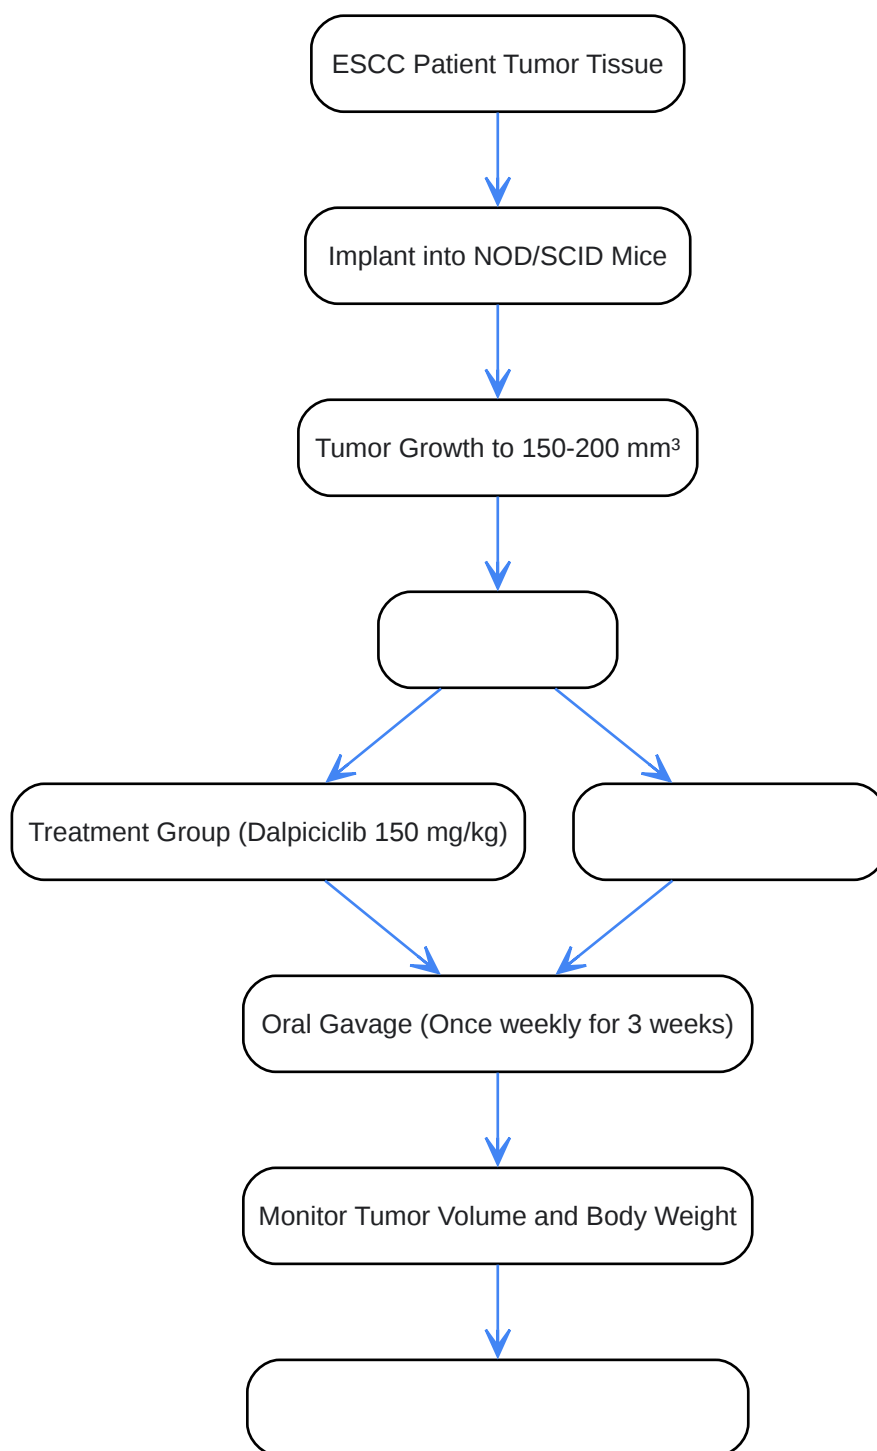 ESCC Patient Tumor Tissue
Implant into NOD/SCID Mice
Tumor Growth to 150-200 mm³
Treatment Group (Dalpiciclib 150 mg/kg)
Oral Gavage (Once weekly for 3 weeks)
Monitor Tumor Volume and Body Weight